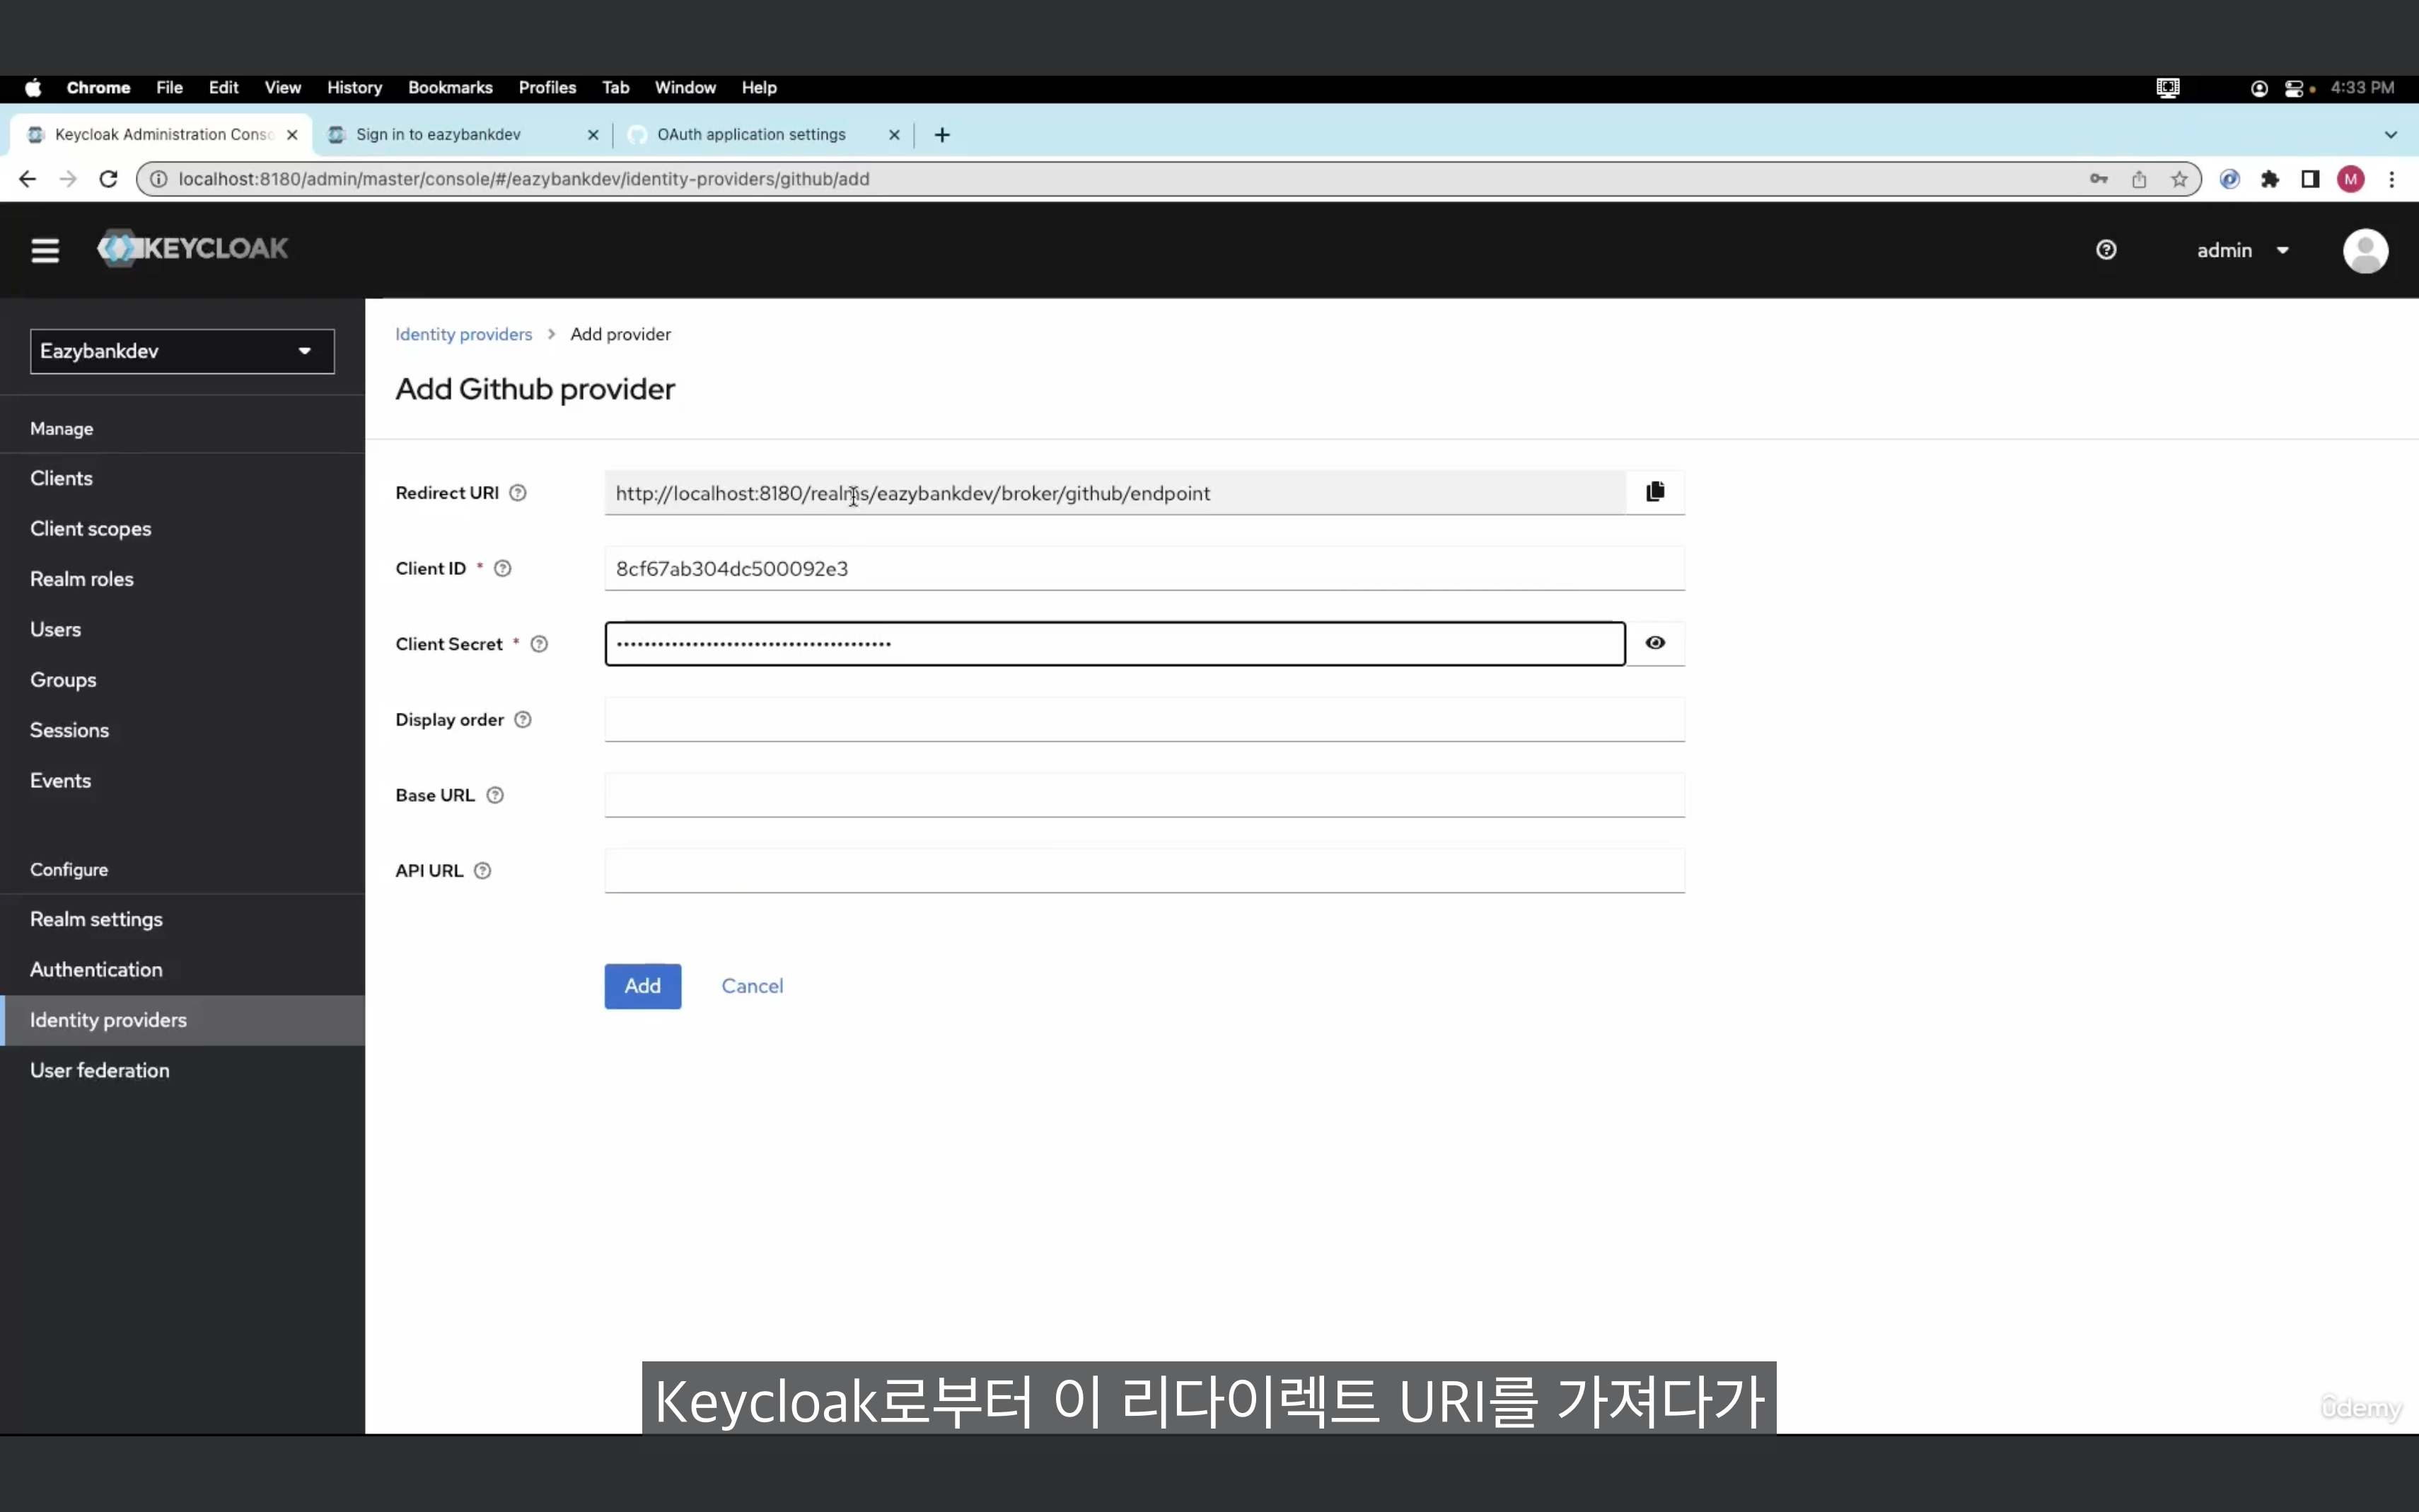 Chrome File Edit View History Bookmarks Profiles Tab Window Help 4:33 PM
Keycloak Administration Conso Sign in to eazybankdev OAuth application settings
localhost:8180/admin/master/console/#/eazybankdev/identity-providers/github/add M
KEYCLOAK admin
Eazybankdev
Manage
Clients
Client scopes
Realm roles
Users
Groups
Sessions
Events
Configure
Realm settings
Authentication
Identity providers
User federation
Identity providers > Add provider
Add Github provider
Redirect URI http://localhost:8180/realms/eazybankdev/broker/github/endpoint
Client ID * 8cf67ab304dc500092e3
Client Secret * ••••••••••••••••••••••••••••••••••••••••
Display order
Base URL
API URL
Add Cancel
Keycloak로부터 이 리다이렉트 URI를 가져다가
ûdemy